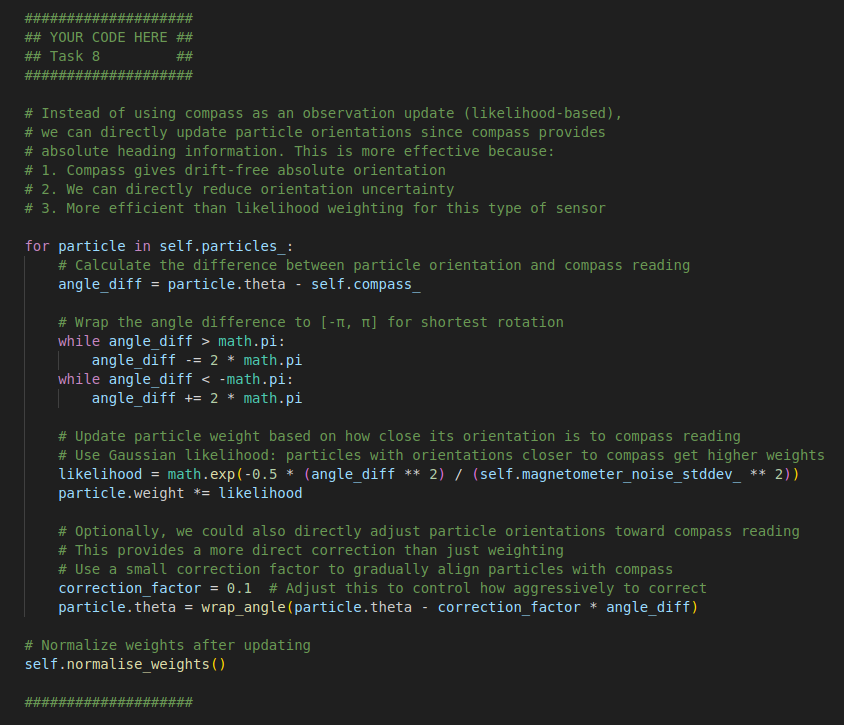 ####################
## YOUR CODE HERE ##
## Task 8         ##
####################
# Instead of using compass as an observation update (likelihood-based),
# we can directly update particle orientations since compass provides
# absolute heading information. This is more effective because:
# 1. Compass gives drift-free absolute orientation
# 2. We can directly reduce orientation uncertainty
# 3. More efficient than likelihood weighting for this type of sensor
for particle in self.particles_:
    # Calculate the difference between particle orientation and compass reading
    angle_diff = particle.theta - self.compass_
    # Wrap the angle difference to [-π, π] for shortest rotation
    while angle_diff > math.pi:
        angle_diff -= 2 * math.pi
    while angle_diff < -math.pi:
        angle_diff += 2 * math.pi
    # Update particle weight based on how close its orientation is to compass reading
    # Use Gaussian likelihood: particles with orientations closer to compass get higher weights
    likelihood = math.exp(-0.5 * (angle_diff ** 2) / (self.magnetometer_noise_stddev_ ** 2))
    particle.weight *= likelihood
    # Optionally, we could also directly adjust particle orientations toward compass reading
    # This provides a more direct correction than just weighting
    # Use a small correction factor to gradually align particles with compass
    correction_factor = 0.1  # Adjust this to control how aggressively to correct
    particle.theta = wrap_angle(particle.theta - correction_factor * angle_diff)
# Normalize weights after updating
self.normalise_weights()
####################